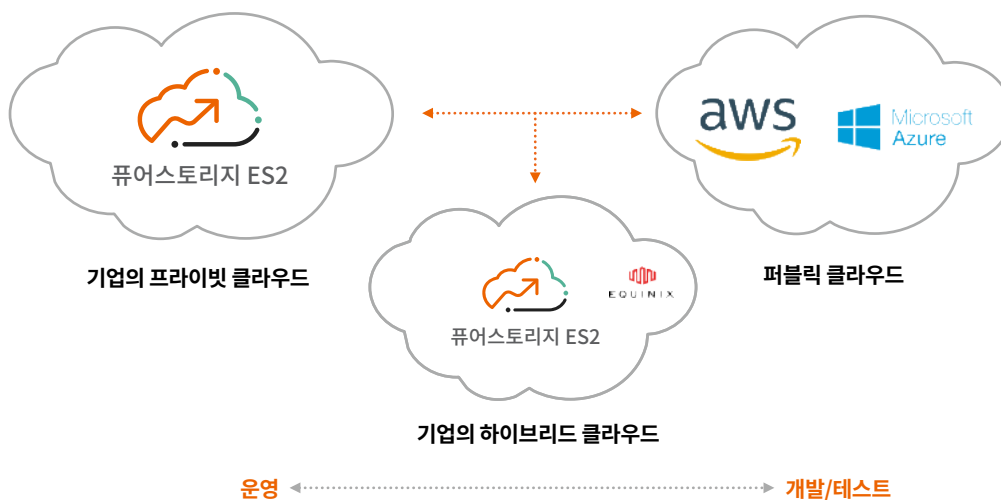 퓨어스토리지 ES2
기업의 프라이빗 클라우드
aws
Microsoft
Azure
퍼블릭 클라우드
퓨어스토리지 ES2
EQUINIX
기업의 하이브리드 클라우드
운영
개발/테스트